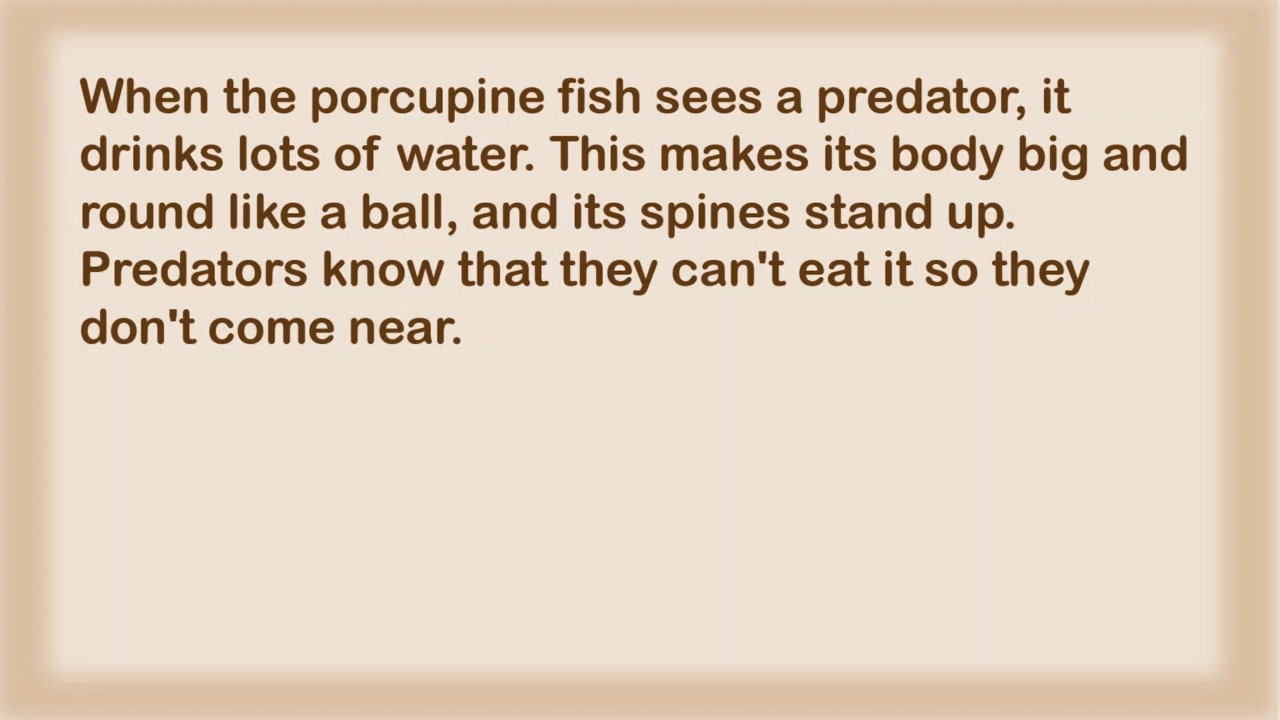 When the porcupine fish sees a predator, it
drinks lots of water. This makes its body big and
round like a ball, and its spines stand up.
Predators know that they can't eat it so they
don't come near.